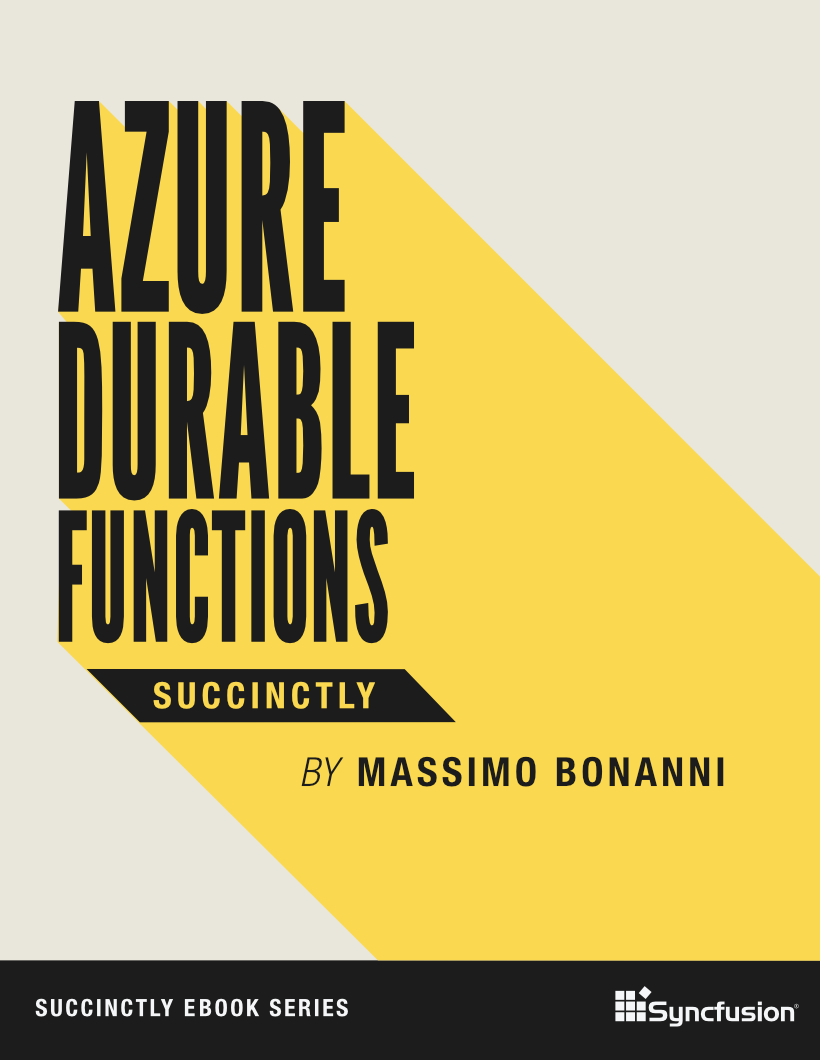 AZURE
DURABLE
FUNCTIONS
SUCCINCTLY
BY MASSIMO BONANNI
SUCCINCTLY EBOOK SERIES
Syncfusion®